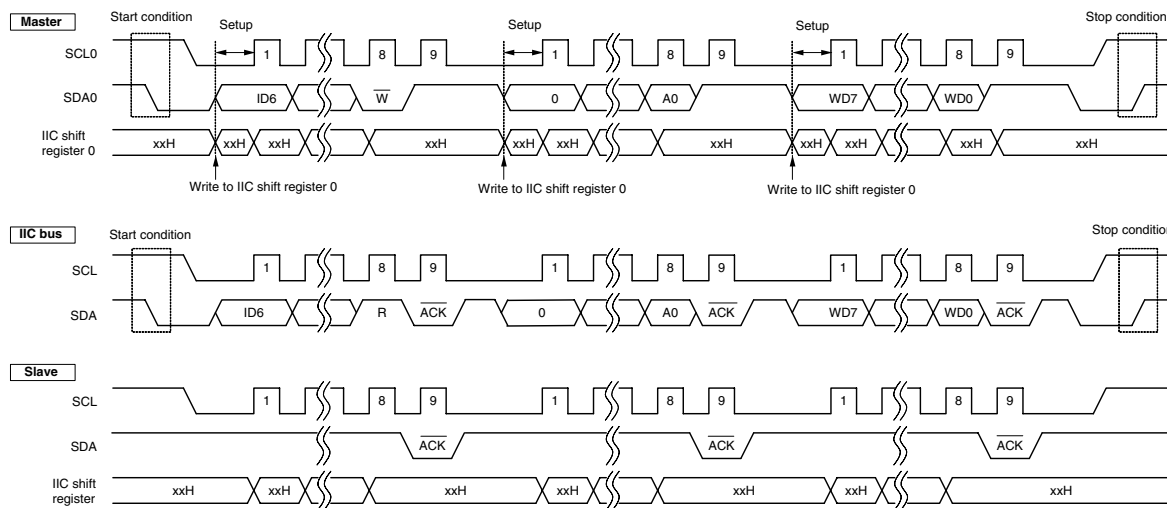 Master
Start condition
Setup
Setup
Setup
Stop condition
SCL0
1
8
9
1
8
9
1
8
9
SDA0
ID6
W
0
A0
WD7
WD0
IIC shift
register 0
xxH
xxH
xxH
xxH
xxH
xxH
xxH
xxH
xxH
xxH
Write to IIC shift register 0
Write to IIC shift register 0
Write to IIC shift register 0
IIC bus
Start condition
Stop condition
SCL
1
8
9
1
8
9
1
8
9
SDA
ID6
R
ACK
0
A0
ACK
WD7
WD0
ACK
Slave
SCL
1
8
9
1
8
9
1
8
9
SDA
ACK
ACK
ACK
IIC shift
register
xxH
xxH
xxH
xxH
xxH
xxH
xxH